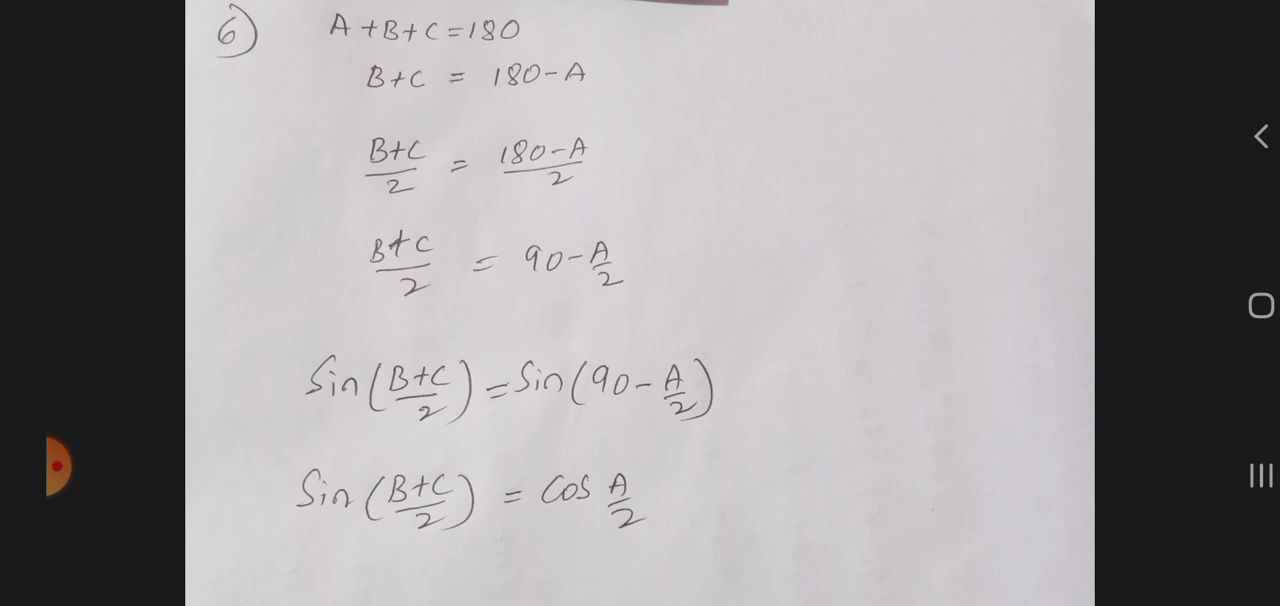 6)
A+B+C=180
B+C = 180-A
B+C/2 = 180-A/2
B+C/2 = 90-A/2
Sin(B+C/2)=Sin(90-A/2)
Sin(B+C/2) = Cos A/2